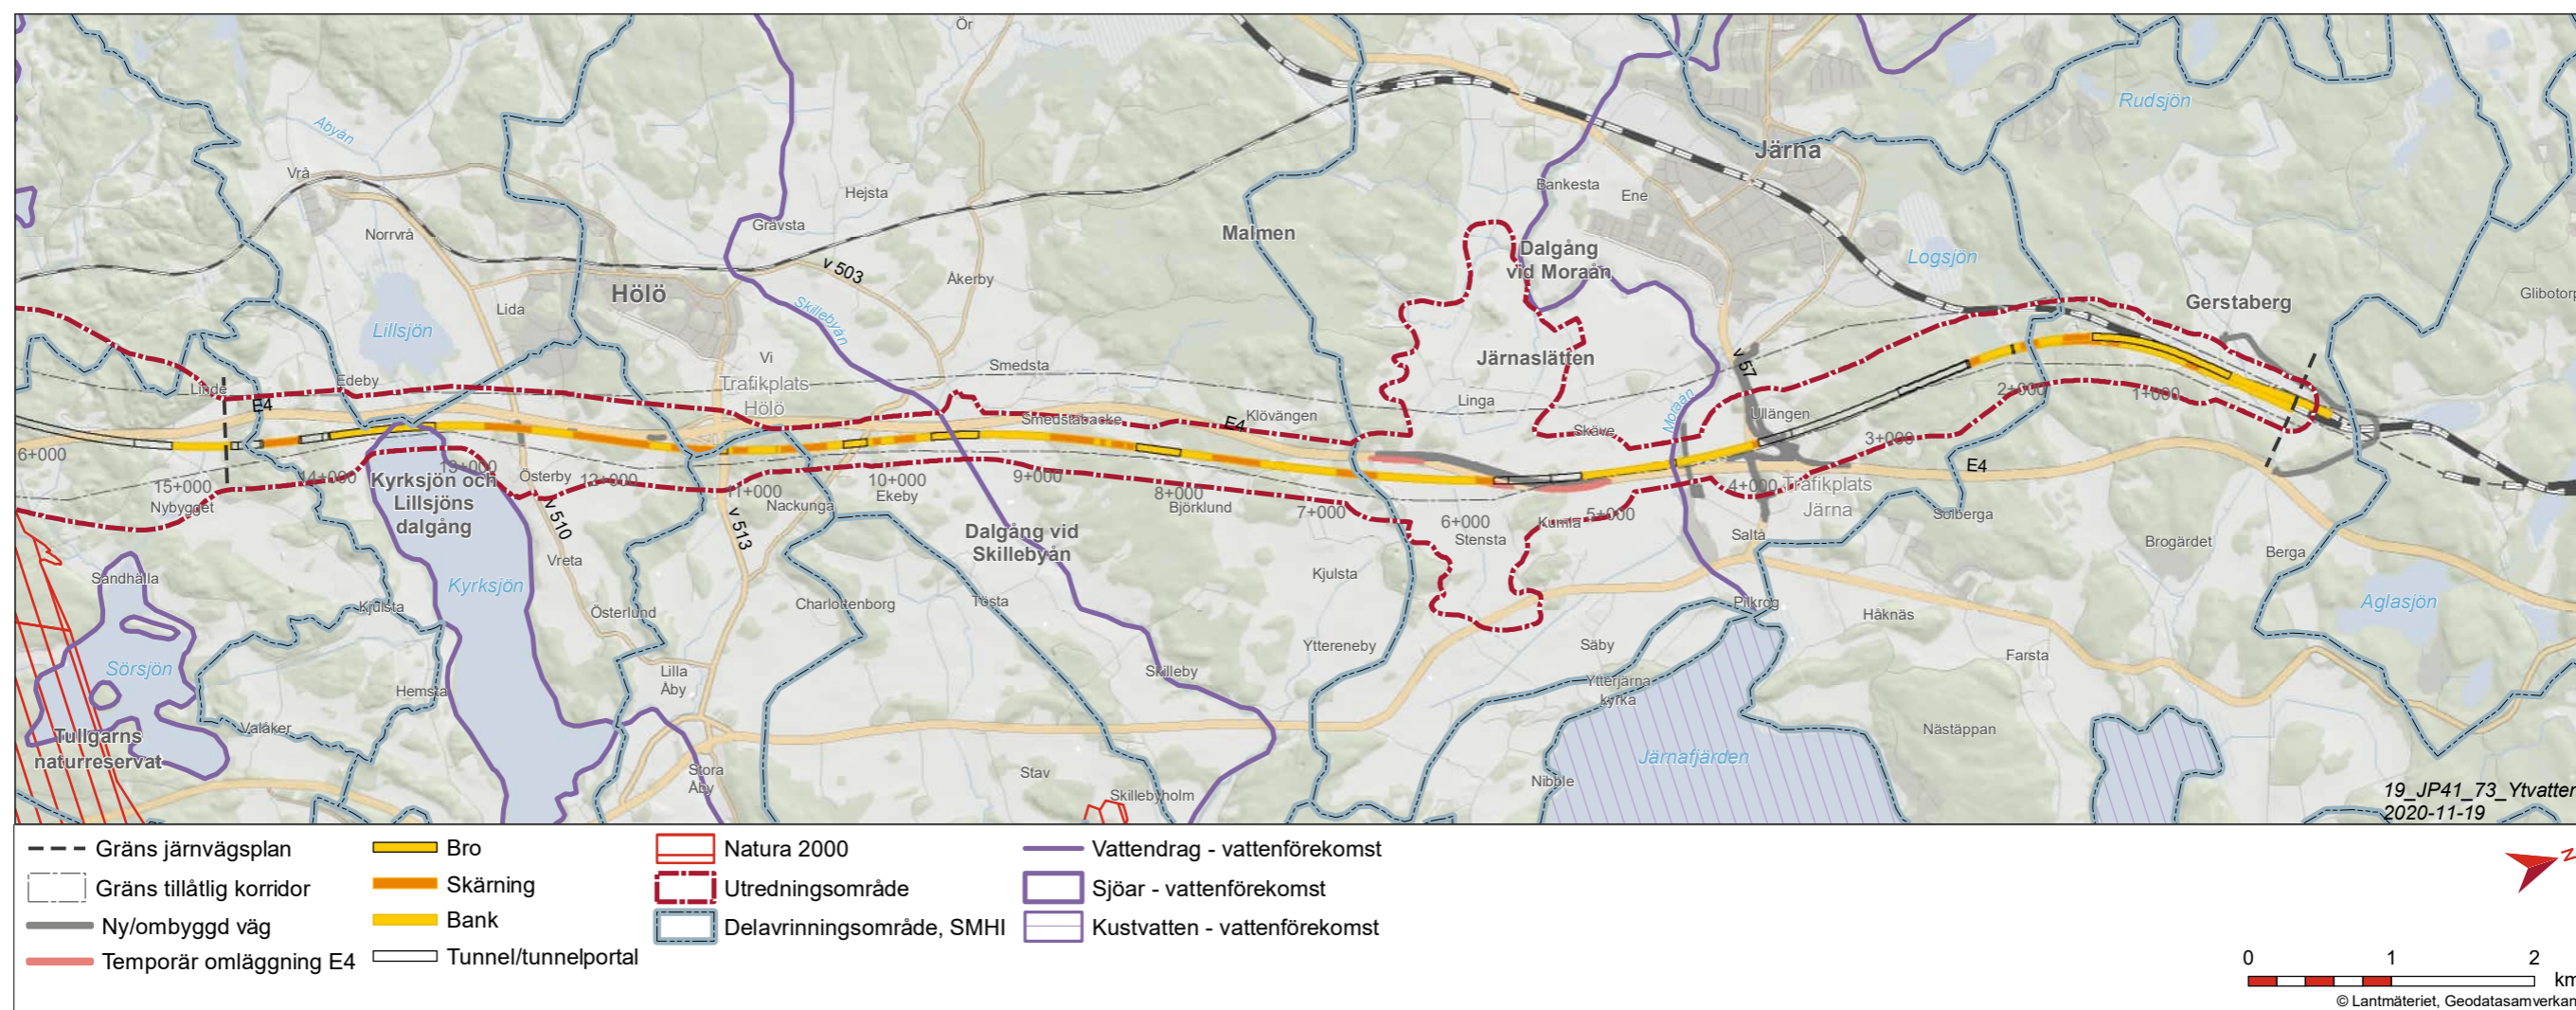 Ör
Rudsjön
Åbyån
Järna
Vrå
Bankesta
Ene
Hejsta
Gravsta
Norrvrå
Malmen
Dalgång
vid Moraån
Logsjön
v 503
Åkerby
Hölö
Gerstaberg
Glibotorp
Lida
Skillebyån
Lillsjön
Vi
Smedsta
Järnaslätten
v 57
Linde
Edeby
Trafikplats
Hölö
2+000
1+000
E4
Linga
Moraån
Ullängen
Smedstabacke
E4
Klövängen
Skäve
3+000
6+000
13+000
14+000
Kyrksjön och
Lillsjöns
dalgång
Österby
12+000
10+000
Ekeby
9+000
E4
15+000
Nybygget
11+000
Nackunga
8+000
Björklund
7+000
6+000
Stensta
Kumla
5+000
4+000
Trafikplats
Järna
Solberga
v 510
v 513
Dalgång vid
Skillebyån
Saltå
Brogärdet
Berga
Vreta
Sandhälla
Kyrksjön
Kjulsta
Kjulsta
Österlund
Charlottenborg
Tösta
Pilkrog
Håknäs
Aglasjön
Yttereneby
Säby
Farsta
Sörsjön
Lilla
Åby
Skilleby
Hemsta
Ytterjärna
kyrka
Valåker
Tullgarns
naturreservat
Nästäppan
Järnafjärden
Stora
Åby
Stav
Nibble
Skillebyholm
19_JP41_73_Ytvatten
2020-11-19
Gräns järnvägsplan
Gräns tillåtlig korridor
Ny/ombyggd väg
Temporär omläggning E4
Bro
Skärning
Bank
Tunnel/tunnelportal
Natura 2000
Utredningsområde
Delavrinningsområde, SMHI
Vattendrag - vattenförekomst
Sjöar - vattenförekomst
Kustvatten - vattenförekomst
N
0 1 2
km
© Lantmäteriet, Geodatasamverkan